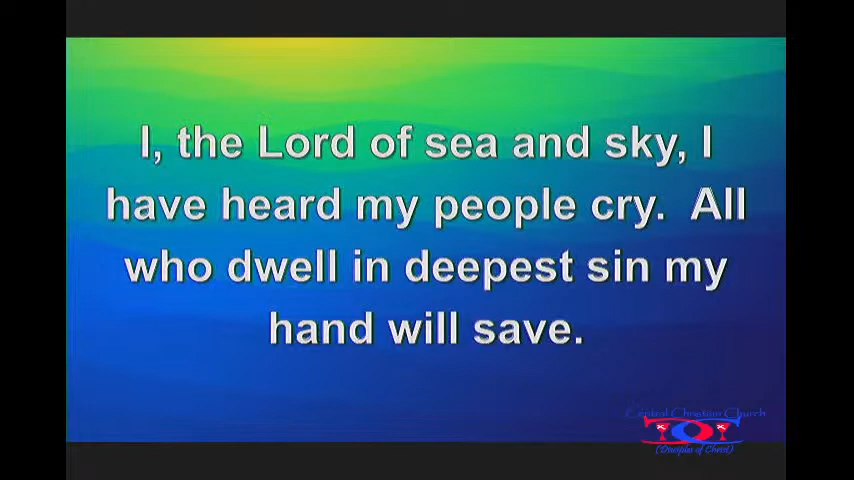 I, the Lord of sea and sky, I
have heard my people cry.  All
who dwell in deepest sin my
hand will save.
Central Christian Church
(Disciples of Christ)